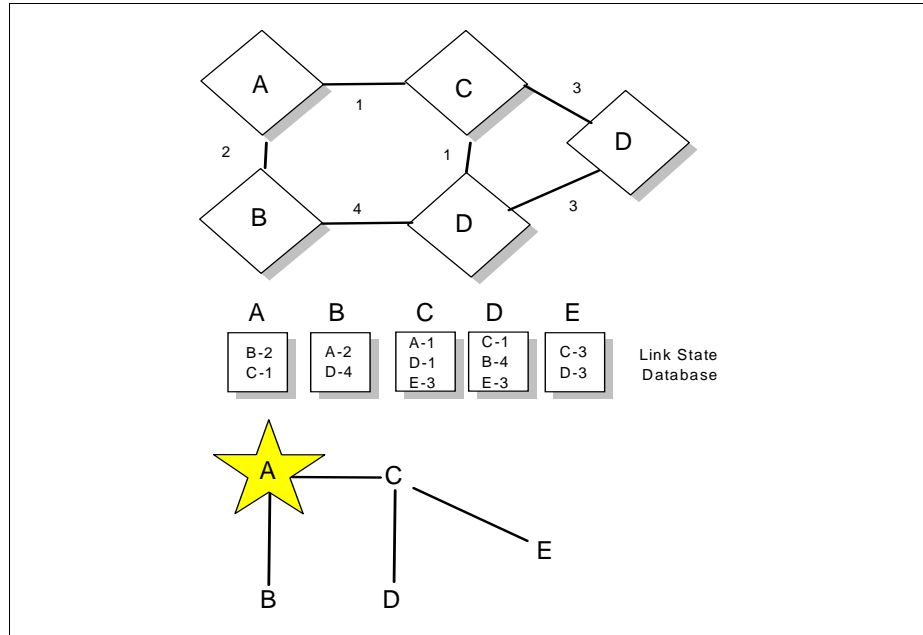 A
1
C
3
D
2
1
B
4
D
3
A B C D E
B-2
C-1
A-2
D-4
A-1
D-1
E-3
C-1
B-4
E-3
C-3
D-3
Link State
Database
A
C
E
B
D